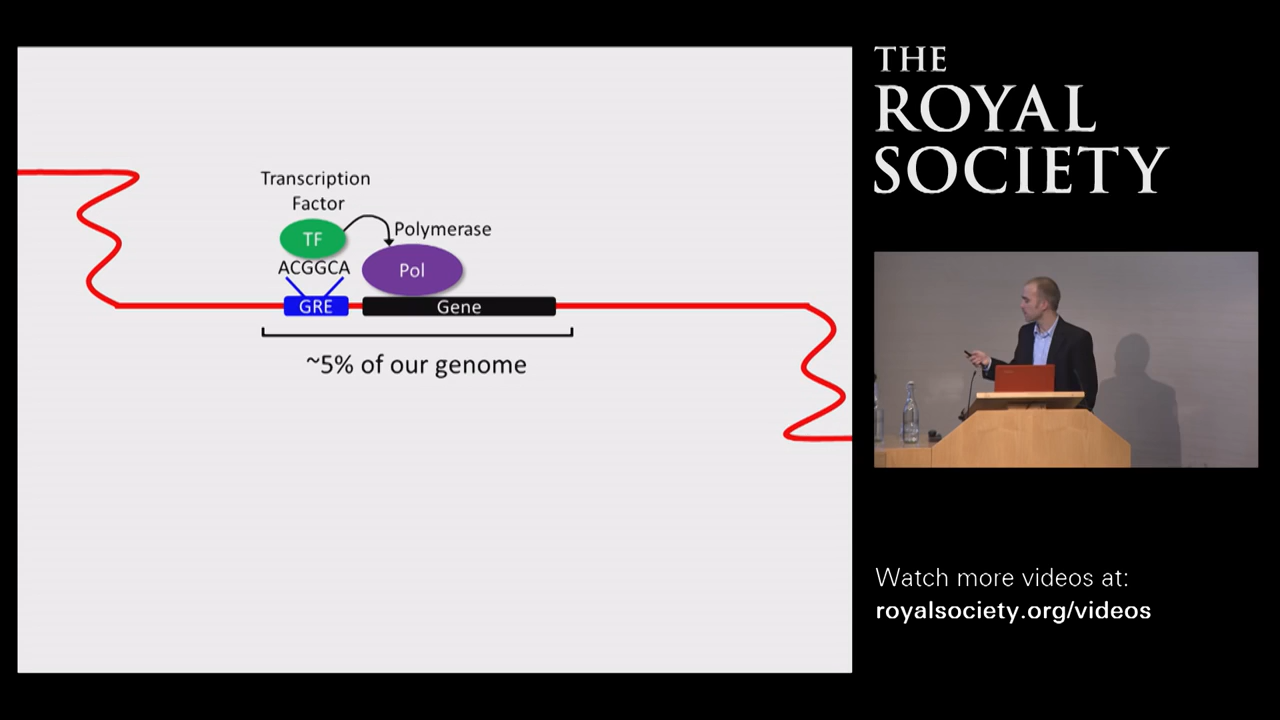 Transcription
Factor
TF
Polymerase
ACGGCA
Pol
GRE
Gene
~5% of our genome
THE
ROYAL
SOCIETY
Watch more videos at:
royalsociety.org/videos